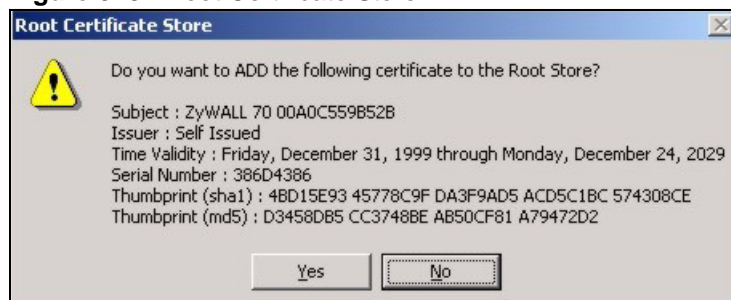 Root Certificate Store
Do you want to ADD the following certificate to the Root Store?
Subject : ZyWALL 70 00A0C559B52B
Issuer : Self Issued
Time Validity : Friday, December 31, 1999 through Monday, December 24, 2029
Serial Number : 386D4386
Thumbprint (sha1) : 4BD15E93 45778C9F DA3F9AD5 ACD5C1BC 574308CE
Thumbprint (md5) : D3458DB5 CC3748BE AB50CF81 A79472D2
Yes No